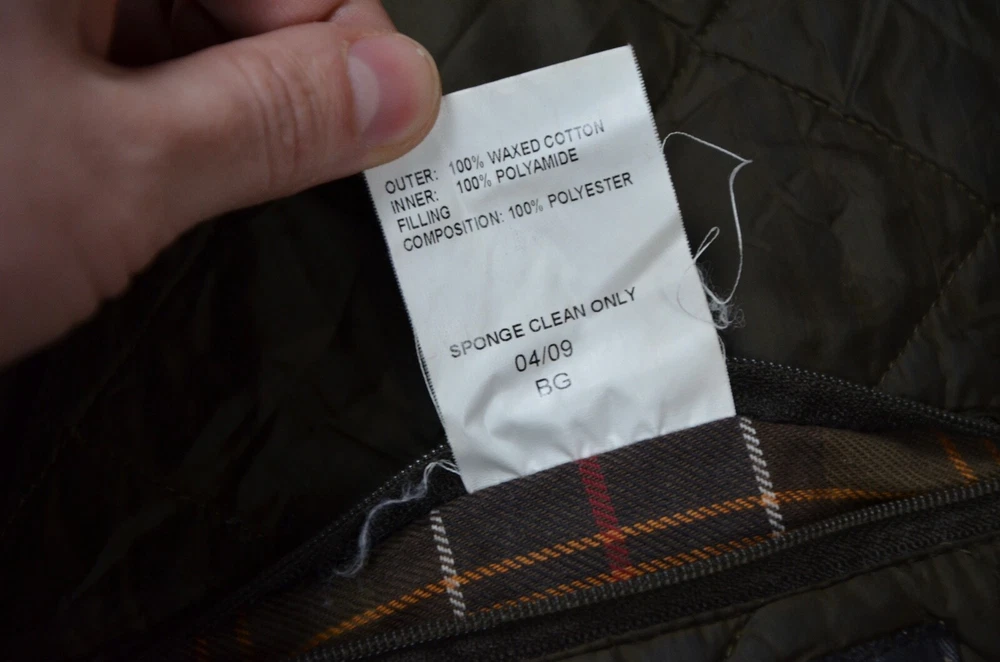 OUTER: 100% WAXED COTTON
INNER: 100% POLYAMIDE
FILLING
COMPOSITION: 100% POLYESTER
SPONGE CLEAN ONLY
04/09
BG